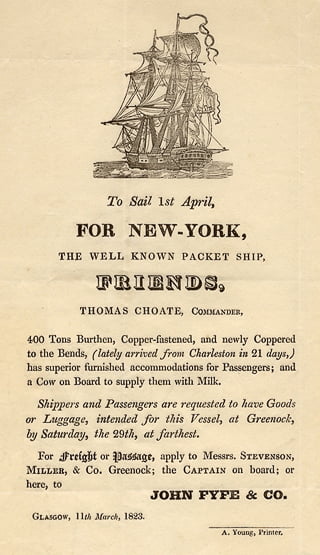 To Sail 1st April,
FOR NEW-YORK,
THE WELL KNOWN PACKET SHIP,
FRIENDS,
THOMAS CHOATE, COMMANDER,
400 Tons Burthen, Copper-fastened, and newly Coppered
to the Bends, (lately arrived from Charleston in 21 days,)
has superior furnished accommodations for Passengers; and
a Cow on Board to supply them with Milk.
Shippers and Passengers are requested to have Goods
or Luggage, intended for this Vessel, at Greenock,
by Saturday, the 29th, at farthest.
For Freight or Passage, apply to Messrs. STEVENSON,
MILLER, & Co. Greenock; the CAPTAIN on board; or
here, to
JOHN FYFE & CO.
GLASGOW, 11th March, 1823.
A. Young, Printer.